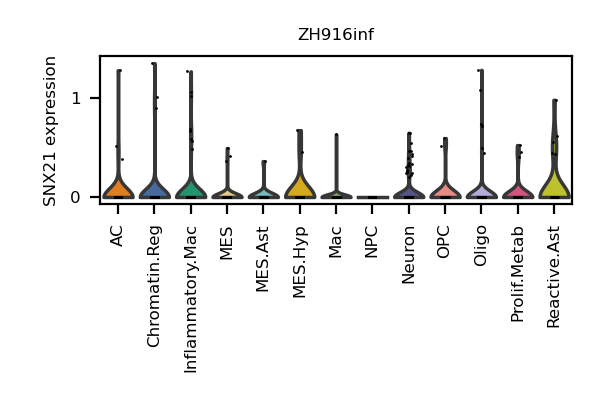 ZH916inf
SNX21 expression
1
0
AC
Chromatin.Reg
Inflammatory.Mac
MES
MES.Ast
MES.Hyp
Mac
NPC
Neuron
OPC
Oligo
Prolif.Metab
Reactive.Ast